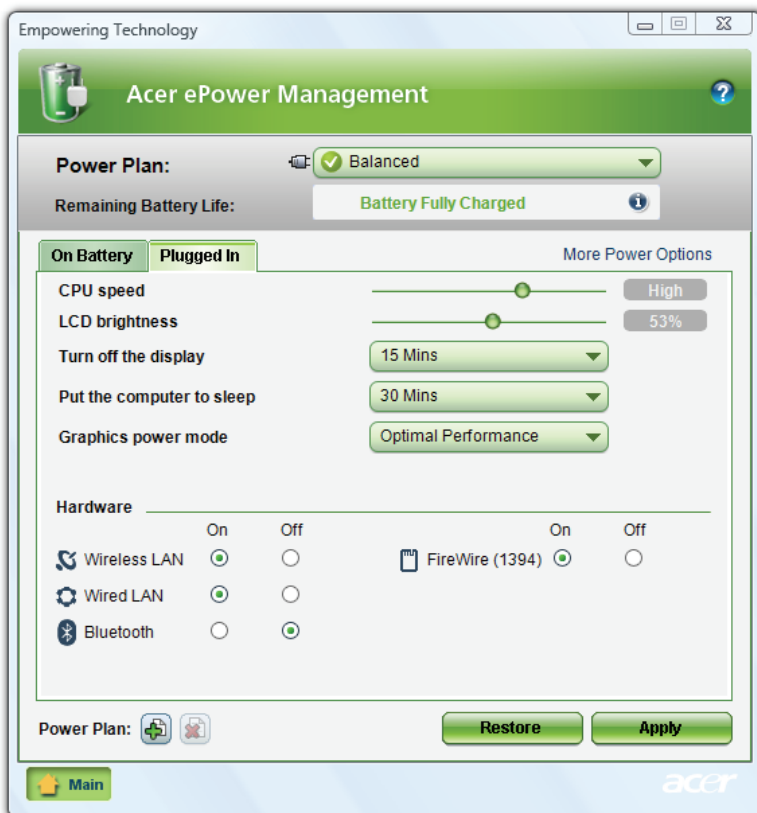 Empowering Technology
Acer ePower Management
Power Plan: Balanced
Remaining Battery Life: Battery Fully Charged
On Battery Plugged In More Power Options
CPU speed High
LCD brightness 53%
Turn off the display 15 Mins
Put the computer to sleep 30 Mins
Graphics power mode Optimal Performance
Hardware
On Off On Off
Wireless LAN FireWire (1394)
Wired LAN
Bluetooth
Power Plan: Restore Apply
Main acer